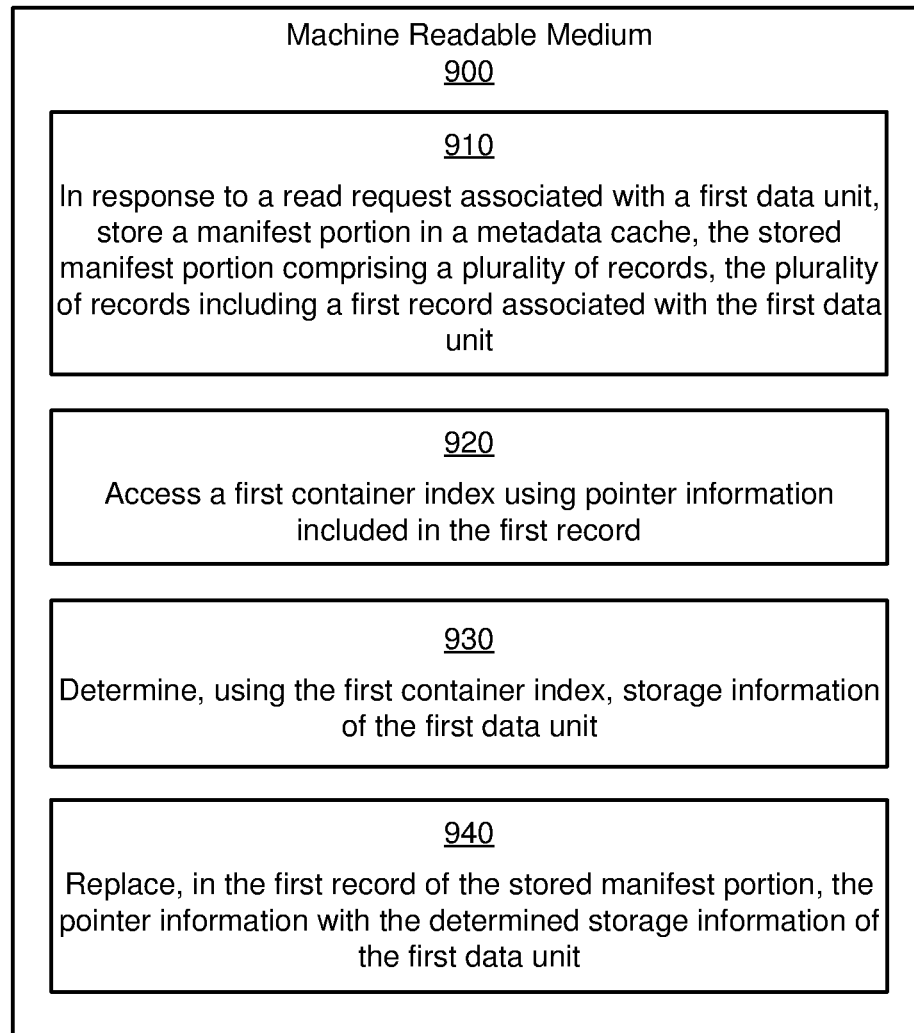 Machine Readable Medium
900
910
In response to a read request associated with a first data unit,
store a manifest portion in a metadata cache, the stored
manifest portion comprising a plurality of records, the plurality
of records including a first record associated with the first data
unit
920
Access a first container index using pointer information
included in the first record
930
Determine, using the first container index, storage information
of the first data unit
940
Replace, in the first record of the stored manifest portion, the
pointer information with the determined storage information of
the first data unit